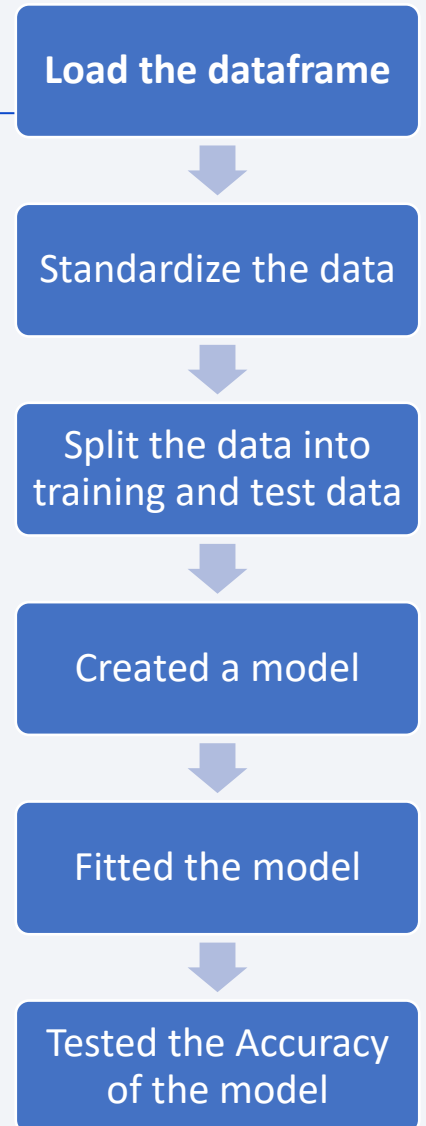 Load the dataframe
Standardize the data
Split the data into
training and test data
Created a model
Fitted the model
Tested the Accuracy
of the model